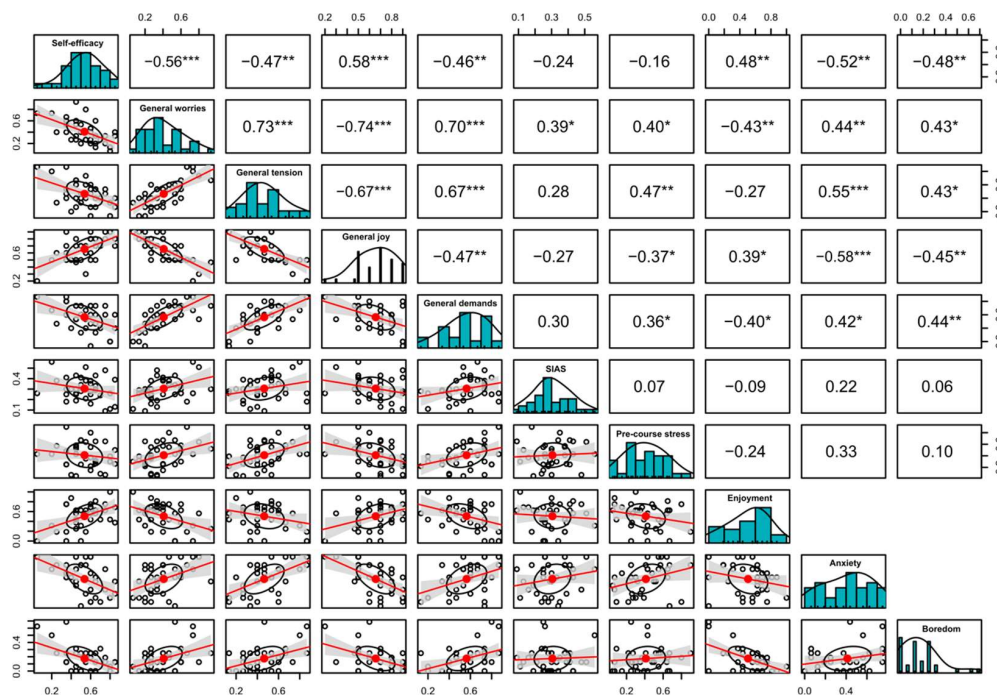 0.2 0.6 0.2 0.5 0.8 0.1 0.3 0.5 0.0 0.4 0.8 0.0 0.2 0.4 0.6
Self-efficacy −0.56*** −0.47** 0.58*** −0.46** −0.24 −0.16 0.48** −0.52** −0.48**
General worries 0.73*** −0.74*** 0.70*** 0.39* 0.40* −0.43** 0.44** 0.43*
0.2 0.6
General tension −0.67*** 0.67*** 0.28 0.47** −0.27 0.55*** 0.43*
General joy −0.47** −0.27 −0.37* 0.39* −0.58*** −0.45**
0.2 0.6
General demands 0.30 0.36* −0.40* 0.42* 0.44**
SIAS 0.07 −0.09 0.22 0.06
0.1 0.4
Pre-course stress −0.24 0.33 0.10
Enjoyment
0.0 0.6
Anxiety
Boredom
0.0 0.4
0.2 0.6 0.2 0.6 0.2 0.6 0.2 0.6 0.0 0.4 0.8